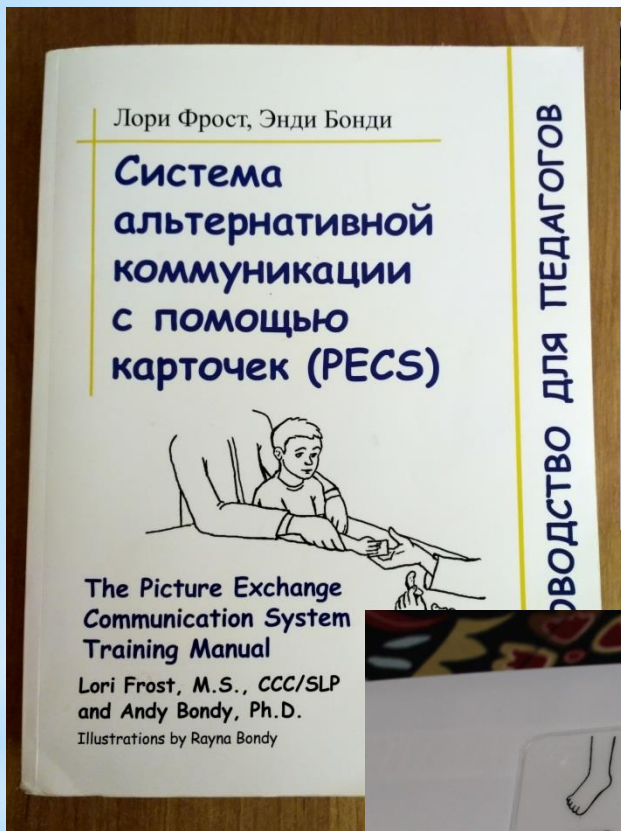 Лори Фрост, Энди Бонди
Система
альтернативной
коммуникации
с помощью
карточек (PECS)
The Picture Exchange
Communication System
Training Manual
Lori Frost, M.S., CCC/SLP
and Andy Bondy, Ph.D.
Illustrations by Rayna Bondy
ДЛЯ ПЕДАГОГОВ